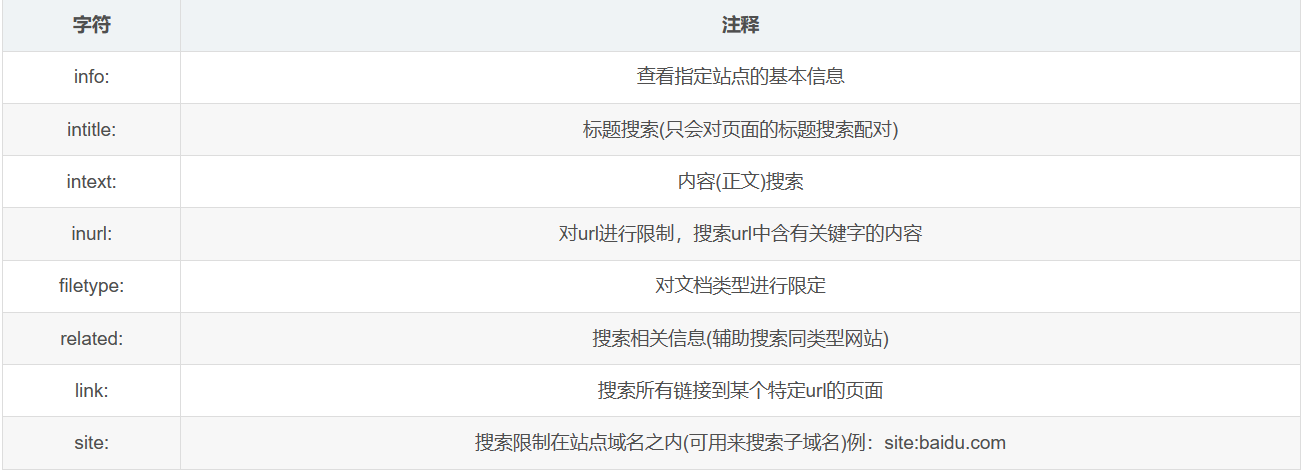 字符 注释
info: 查看指定站点的基本信息
intitle: 标题搜索(只会对页面的标题搜索配对)
intext: 内容(正文)搜索
inurl: 对url进行限制，搜索url中含有关键字的内容
filetype: 对文档类型进行限定
related: 搜索相关信息(辅助搜索同类型网站)
link: 搜索所有链接到某个特定url的页面
site: 搜索限制在站点域名之内(可用来搜索子域名)例：site:baidu.com